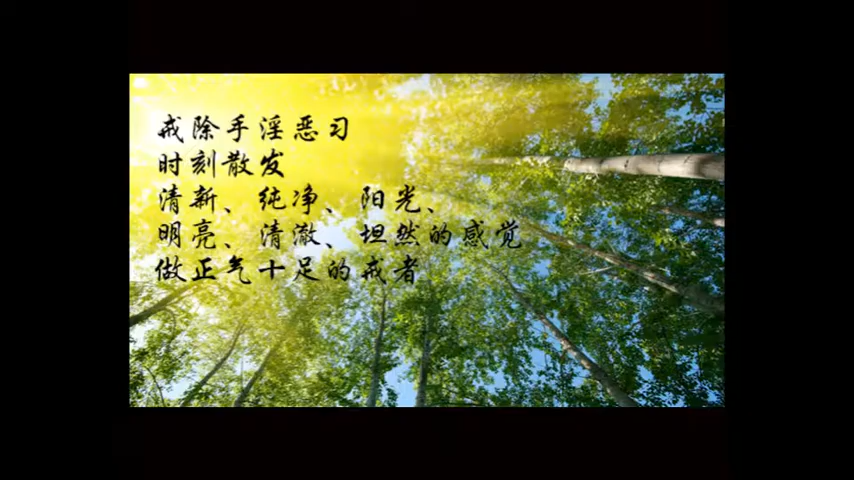 戒除手淫恶习
时刻散发
清新、纯净、阳光、
明亮、清澈、坦然的感觉
做正气十足的戒者